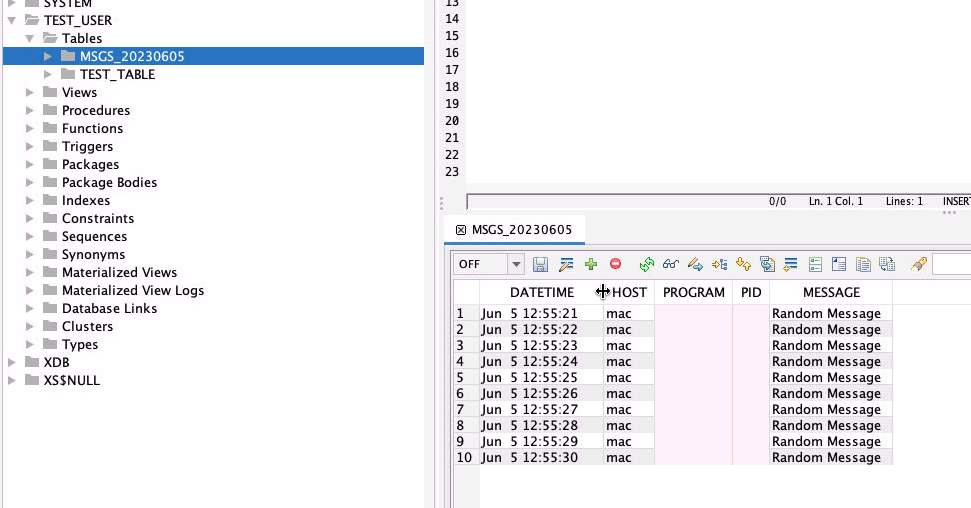 SYSTEM
TEST_USER
Tables
MSGS_20230605
TEST_TABLE
Views
Procedures
Functions
Triggers
Packages
Package Bodies
Indexes
Constraints
Sequences
Synonyms
Materialized Views
Materialized View Logs
Database Links
Clusters
Types
XDB
XS$NULL
13
14
15
16
17
18
19
20
21
22
23
0/0 Ln. 1 Col. 1 Lines: 1 INSERT
MSGS_20230605
OFF
DATETIME HOST PROGRAM PID MESSAGE
1 Jun 5 12:55:21 mac Random Message
2 Jun 5 12:55:22 mac Random Message
3 Jun 5 12:55:23 mac Random Message
4 Jun 5 12:55:24 mac Random Message
5 Jun 5 12:55:25 mac Random Message
6 Jun 5 12:55:26 mac Random Message
7 Jun 5 12:55:27 mac Random Message
8 Jun 5 12:55:28 mac Random Message
9 Jun 5 12:55:29 mac Random Message
10 Jun 5 12:55:30 mac Random Message